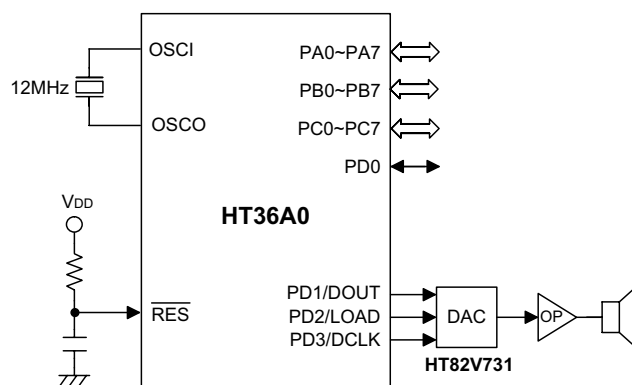 OSCI
12MHz
OSCO
VDD
RES
HT36A0
PA0~PA7
PB0~PB7
PC0~PC7
PD0
PD1/DOUT
PD2/LOAD
PD3/DCLK
DAC
HT82V731
OP